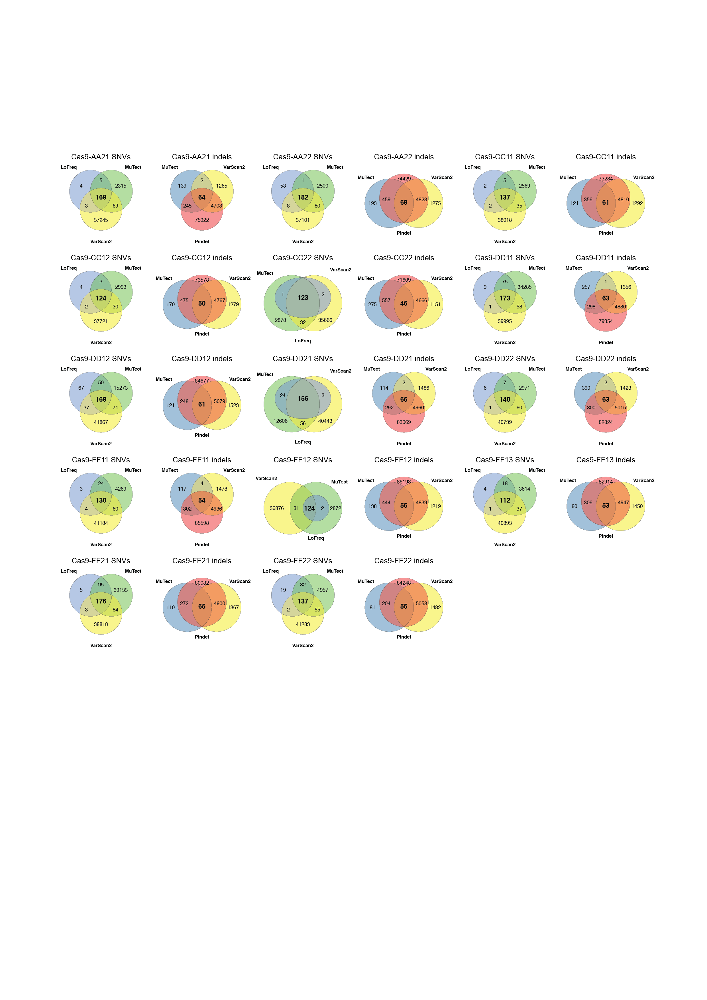 Cas9-AA21 SNVs
LoFreq
MuTect
5
4
2315
169
3
69
37245
VarScan2
Cas9-AA21 indels
MuTect
VarScan2
2
139
1265
64
245
4708
75922
Pindel
Cas9-AA22 SNVs
LoFreq
MuTect
1
53
2500
182
8
80
37101
VarScan2
Cas9-AA22 indels
MuTect
74429
VarScan2
193
459
69
4823
1275
Pindel
Cas9-CC11 SNVs
LoFreq
MuTect
5
2
2569
137
2
35
38018
VarScan2
Cas9-CC11 indels
MuTect
73284
VarScan2
121
356
61
4810
1292
Pindel
Cas9-CC12 SNVs
LoFreq
MuTect
3
4
2993
124
2
30
37721
VarScan2
Cas9-CC12 indels
MuTect
73578
VarScan2
170
475
50
4767
1279
Pindel
Cas9-CC22 SNVs
MuTect
VarScan2
1
123
2
2878
32
35666
LoFreq
Cas9-CC22 indels
MuTect
71609
VarScan2
275
557
46
4666
1151
Pindel
Cas9-DD11 SNVs
LoFreq
MuTect
75
9
34285
173
1
58
39995
VarScan2
Cas9-DD11 indels
MuTect
VarScan2
1
257
1356
63
298
4880
79354
Pindel
Cas9-DD12 SNVs
LoFreq
MuTect
50
67
15273
169
37
71
41867
VarScan2
Cas9-DD12 indels
MuTect
84677
VarScan2
121
248
61
5079
1523
Pindel
Cas9-DD21 SNVs
MuTect
VarScan2
24
156
3
12606
56
40443
LoFreq
Cas9-DD21 indels
MuTect
VarScan2
2
114
1486
66
292
4960
83069
Pindel
Cas9-DD22 SNVs
LoFreq
MuTect
7
6
2971
148
1
60
40739
VarScan2
Cas9-DD22 indels
MuTect
VarScan2
2
390
1423
63
300
5015
82824
Pindel
Cas9-FF11 SNVs
LoFreq
MuTect
24
3
4269
130
4
60
41184
VarScan2
Cas9-FF11 indels
MuTect
VarScan2
4
117
1478
54
302
4936
85598
Pindel
Cas9-FF12 SNVs
VarScan2
MuTect
36876
31
124
2
2872
LoFreq
Cas9-FF12 indels
MuTect
86198
VarScan2
138
444
55
4839
1219
Pindel
Cas9-FF13 SNVs
LoFreq
MuTect
18
4
3614
112
1
37
40893
VarScan2
Cas9-FF13 indels
MuTect
82914
VarScan2
80
306
53
4947
1450
Pindel
Cas9-FF21 SNVs
LoFreq
MuTect
95
5
39133
176
3
84
38818
VarScan2
Cas9-FF21 indels
MuTect
80082
VarScan2
110
272
65
4900
1367
Pindel
Cas9-FF22 SNVs
LoFreq
MuTect
32
19
4957
137
2
55
41283
VarScan2
Cas9-FF22 indels
MuTect
84248
VarScan2
81
204
55
5058
1482
Pindel